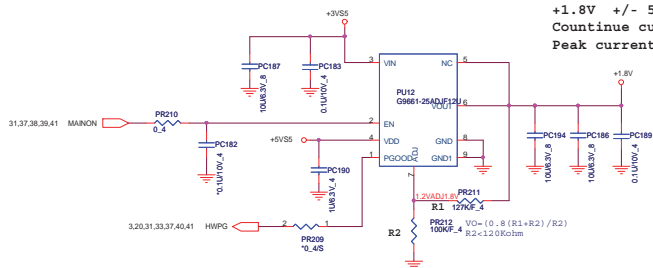 +1.8V +/- 5
Countinue cu
Peak current
+3VS5
PC187
10U/6.3V_8
PC183
0.1U/10V_4
3
VIN
NC
5
PU12
G9661-25ADJF12U
VOUT
6
+1.8V
31,37,38,39,41 MAINON
PR210
0_4
2
EN
PC182
*0.1U/10V_4
+5VS5
4
VDD
GND
8
1
PGOOD
GND1
9
ADJ
7
PC190
1U/6.3V_4
PC194
10U/6.3V_8
PC186
10U/6.3V_8
PC189
0.1U/10V_4
1.2VADJ1.8V
PR211
R1
127K/F_4
PR212
100K/F_4
R2
VO=(0.8(R1+R2)/R2)
R2<120Kohm
3,20,31,33,37,40,41 HWPG
2
1
PR209
*0_4/S